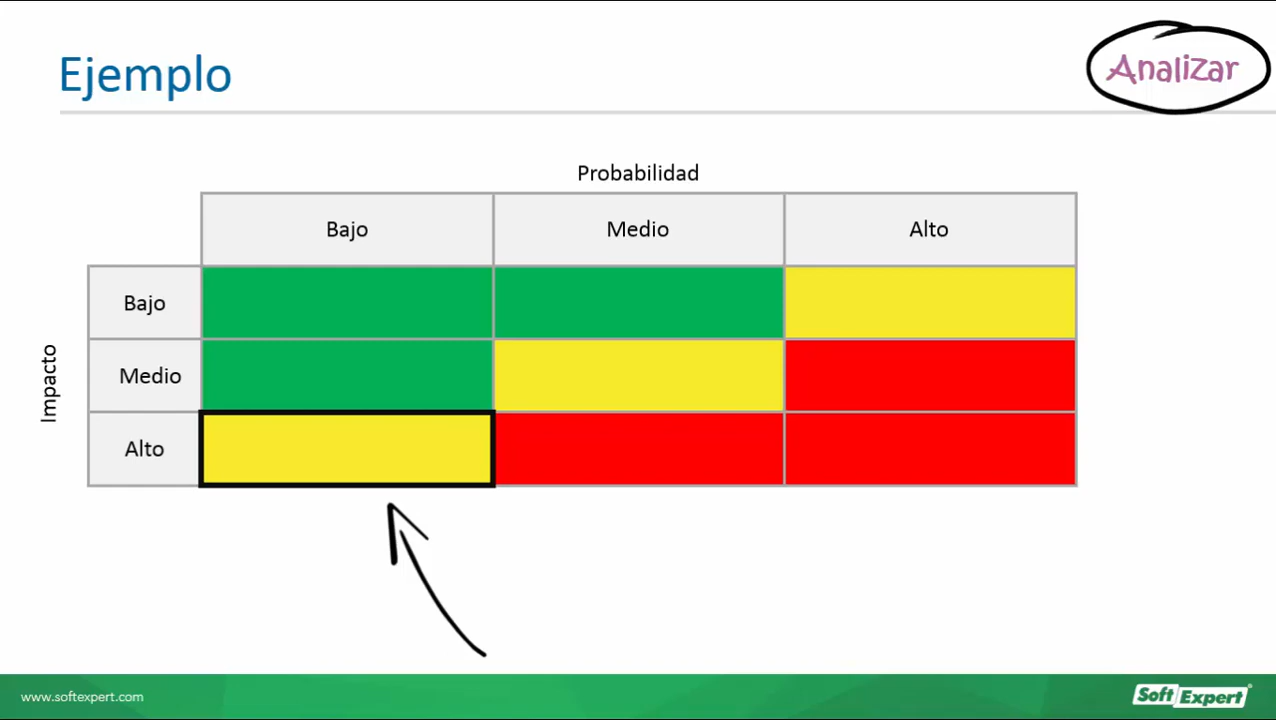 Ejemplo
Analizar
Probabilidad
Bajo Medio Alto
Impacto
Bajo
Medio
Alto
www.softexpert.com
SoftExpert®